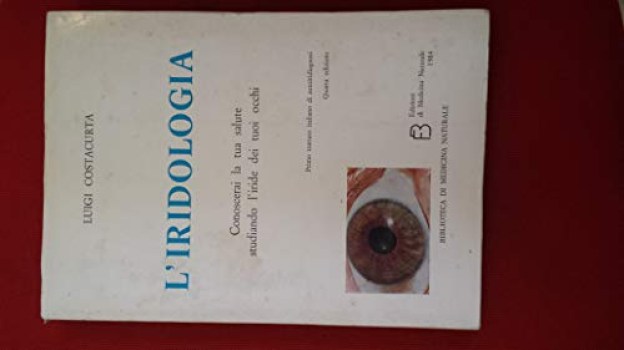 LUIGI COSTACURTA
L'IRIDOLOGIA
Conoscerai la tua salute
studiando l'iride dei tuoi occhi
Primo trattato italiano di autoiridiagnosi
Quarta edizione
Edizioni
di Medicina Naturale
1984
BIBLIOTECA DI MEDICINA NATURALE